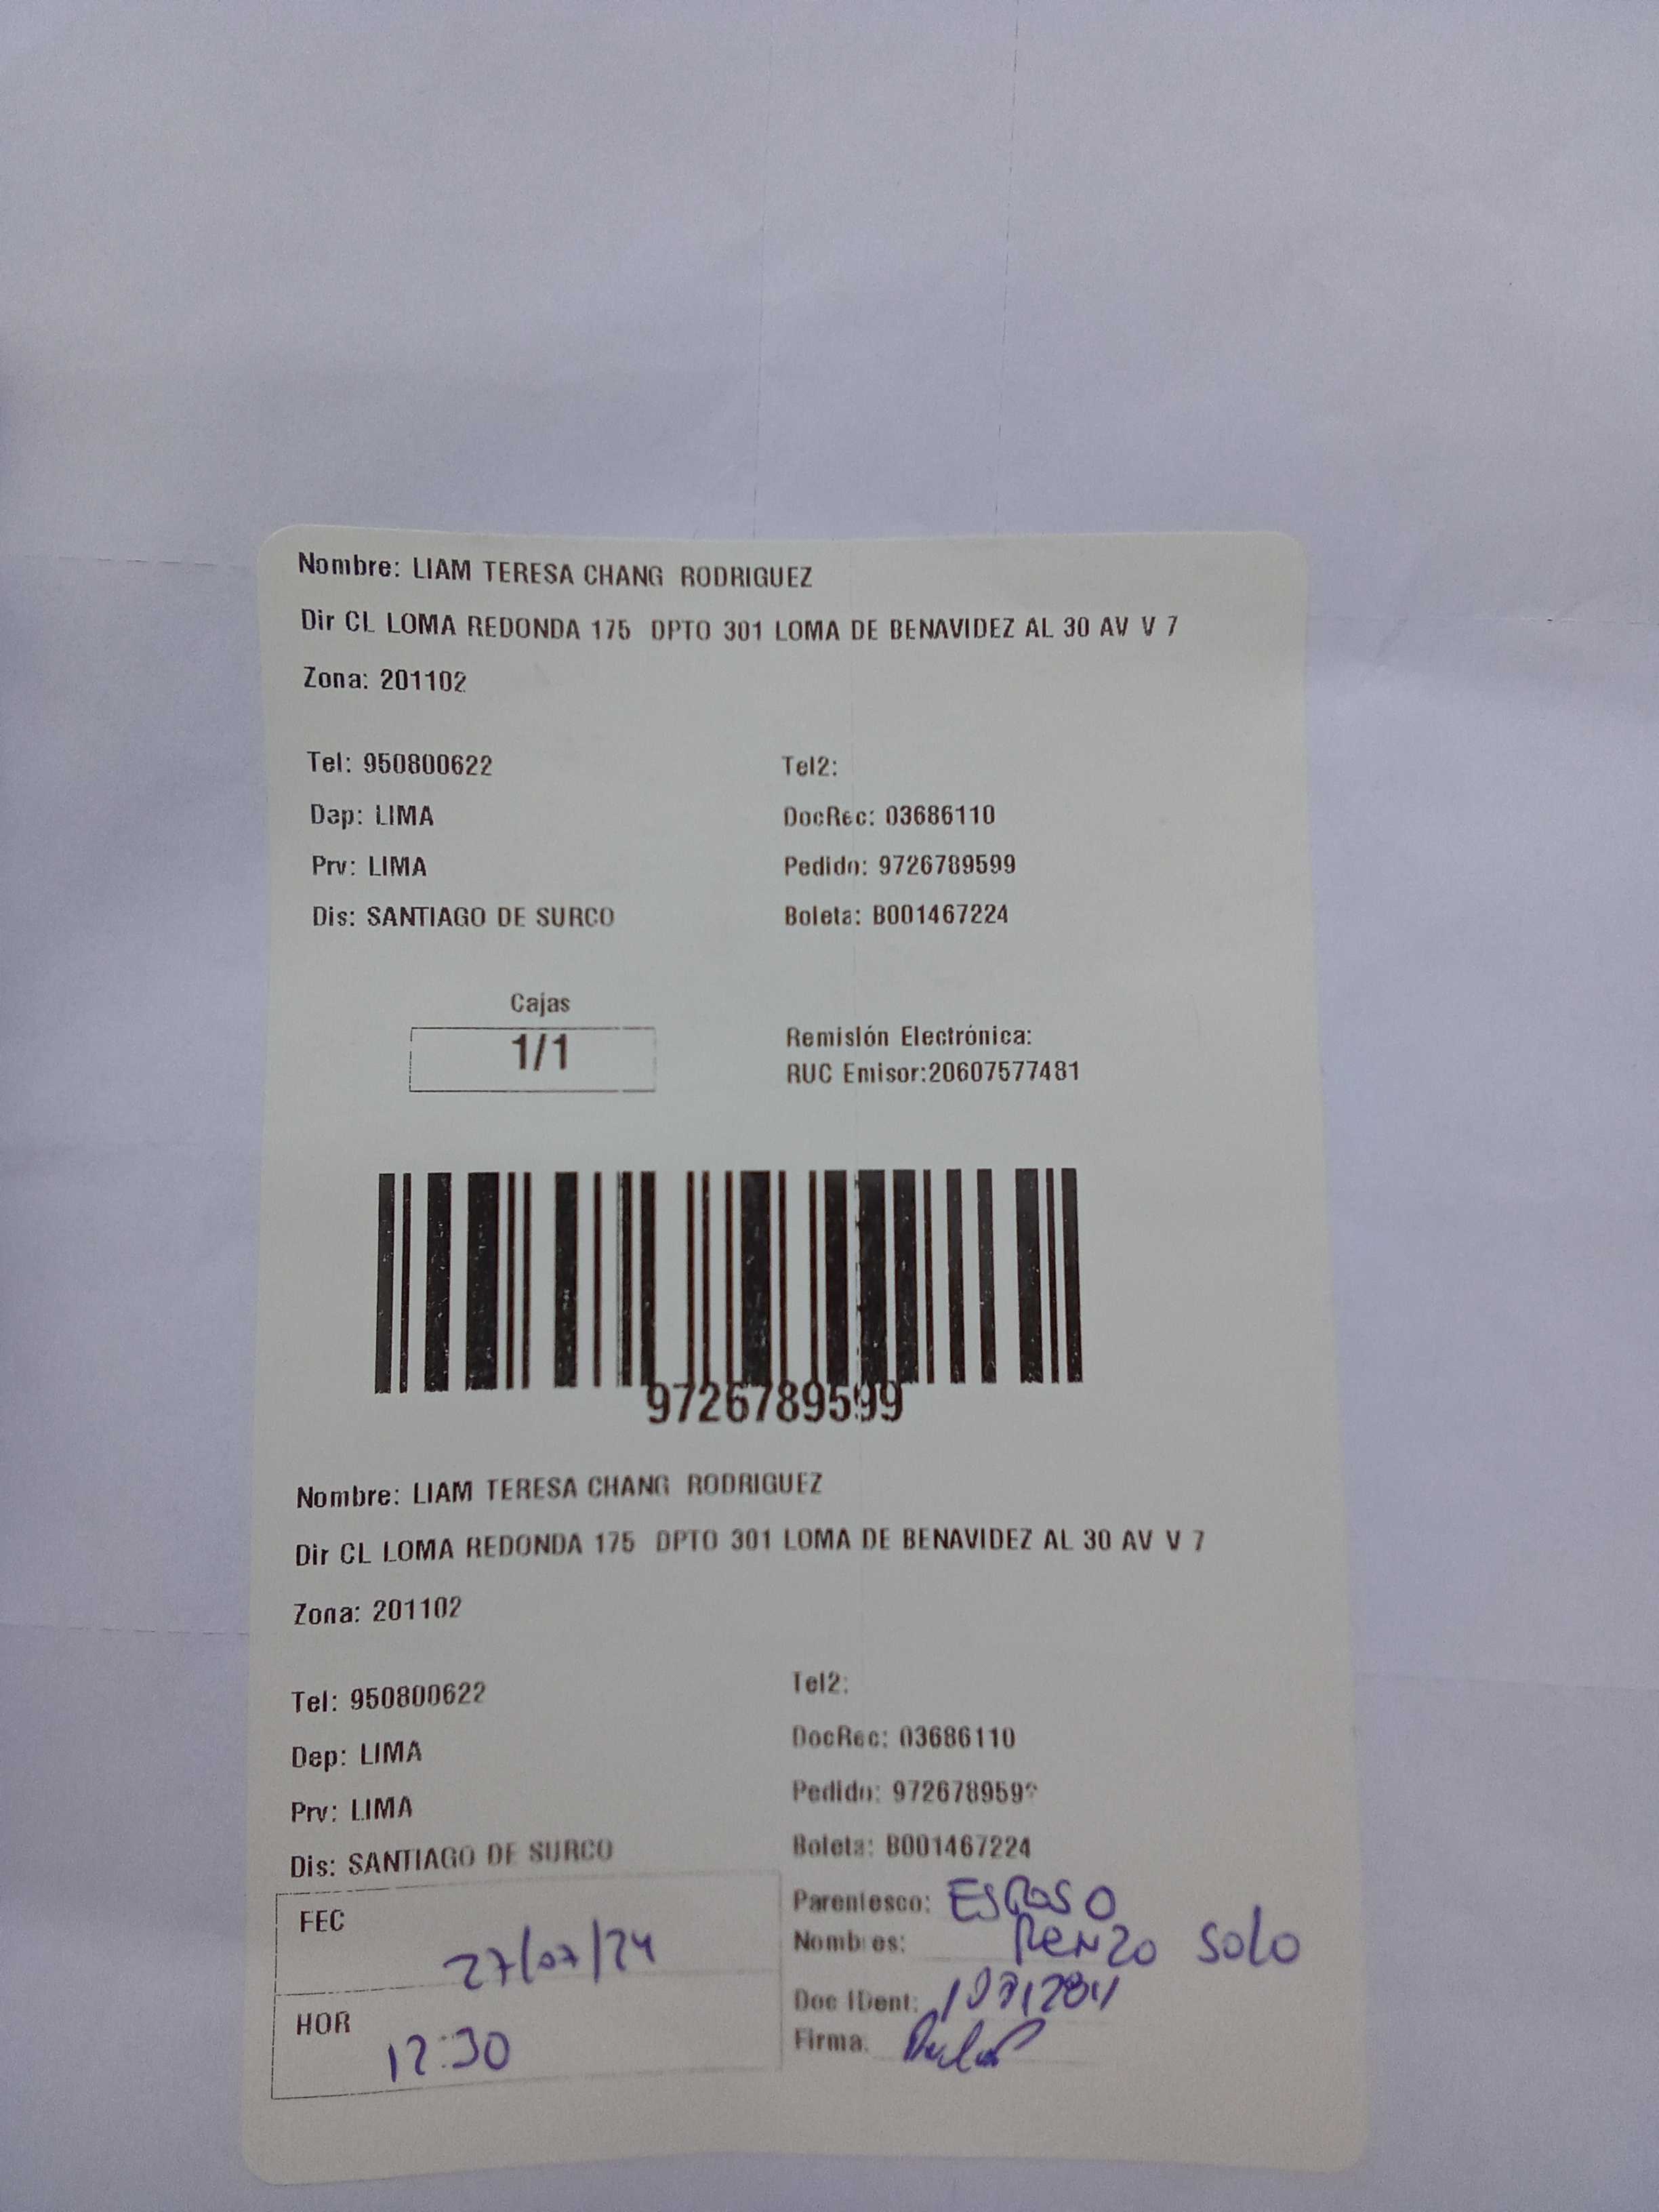 Nombre: LIAM TERESA CHANG RODRIGUEZ
Dir CL LOMA REDONDA 175 DPTO 301 LOMA DE BENAVIDEZ AL 30 AV V 7
Zona: 201102
Tel: 950800622 Tel2:
Dep: LIMA DocRec: 03686110
Prv: LIMA Pedido: 9726789599
Dis: SANTIAGO DE SURCO Boleta: B001467224
Cajas
1/1
Remisión Electrónica:
RUC Emisor:20607577481
9726789599
Nombre: LIAM TERESA CHANG RODRIGUEZ
Dir CL LOMA REDONDA 175 DPTO 301 LOMA DE BENAVIDEZ AL 30 AV V 7
Zona: 201102
Tel: 950800622 Tel2:
Dep: LIMA DocRec: 03686110
Prv: LIMA Pedido: 9726789599
Dis: SANTIAGO DE SURCO Boleta: B001467224
FEC 27/07/24
HOR 12:30
Parentesco: ESPOSO
Nombres: RENZO SOLO
Doc IDent:
Firma: